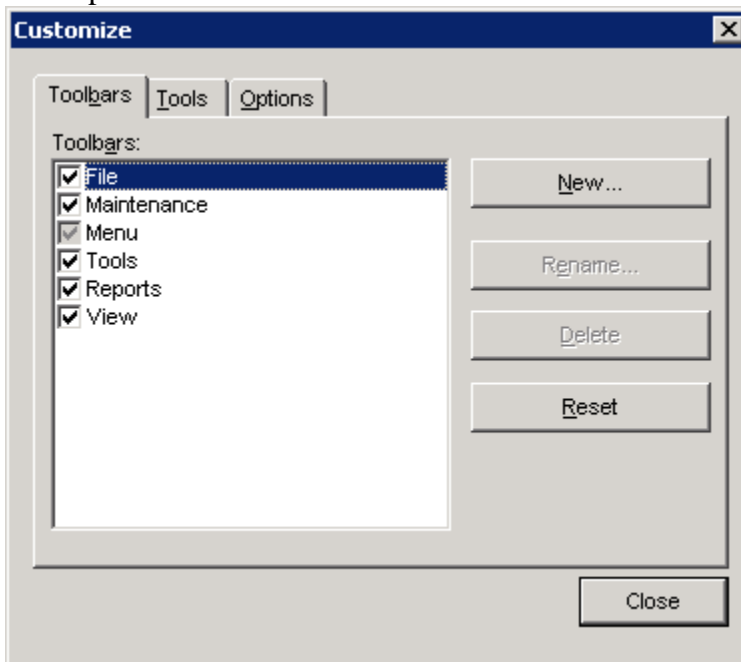 Customize
Toolbars Tools Options
Toolbars:
File
Maintenance
Menu
Tools
Reports
View
New...
Rename...
Delete
Reset
Close